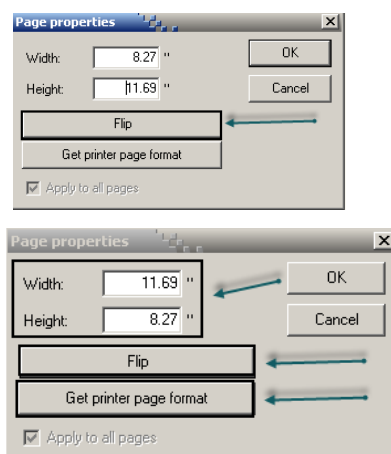 Page properties
Width: 8.27 "
OK
Height: 11.69 "
Cancel
Flip
Get printer page format
Apply to all pages
Page properties
Width: 11.69 "
OK
Height: 8.27 "
Cancel
Flip
Get printer page format
Apply to all pages